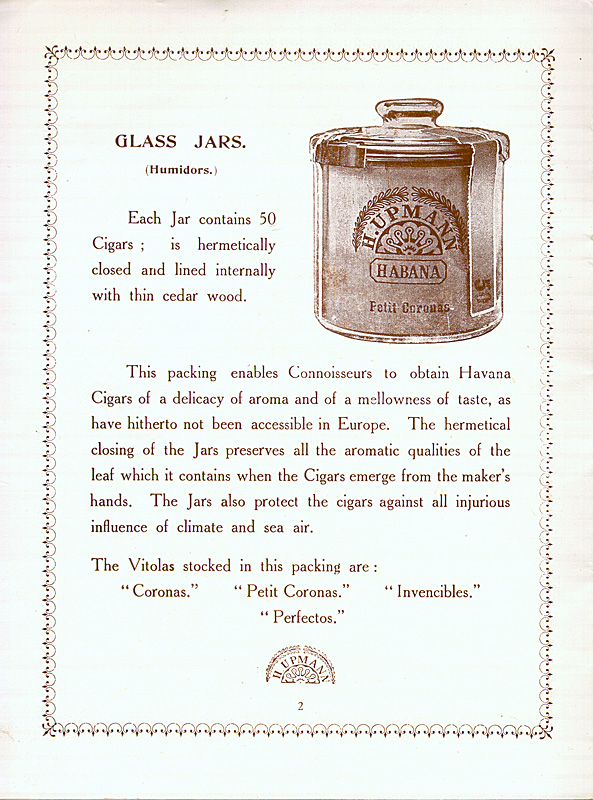 GLASS JARS.
(Humidors.)
Each Jar contains 50
Cigars ; is hermetically
closed and lined internally
with thin cedar wood.
H. UPMANN
HABANA
Petit Coronas
This packing enables Connoisseurs to obtain Havana
Cigars of a delicacy of aroma and of a mellowness of taste, as
have hitherto not been accessible in Europe. The hermetical
closing of the Jars preserves all the aromatic qualities of the
leaf which it contains when the Cigars emerge from the maker's
hands. The Jars also protect the cigars against all injurious
influence of climate and sea air.
The Vitolas stocked in this packing are :
“ Coronas.” “ Petit Coronas.” “ Invencibles.”
“ Perfectos.”
H. UPMANN
2